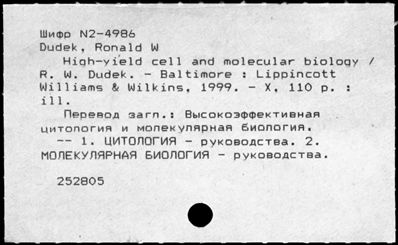 Шифр N2-4986
Dudek, Ronald W
High-yield cell and molecular biology /
R. W. Dudek. - Baltimore : Lippincott
Williams & Wilkins, 1999. - X, 110 p. :
ill.
Перевод загл.: Высокоэффективная
цитология и молекулярная биология.
-- 1. ЦИТОЛОГИЯ - руководства. 2.
МОЛЕКУЛЯРНАЯ БИОЛОГИЯ - руководства.
252805